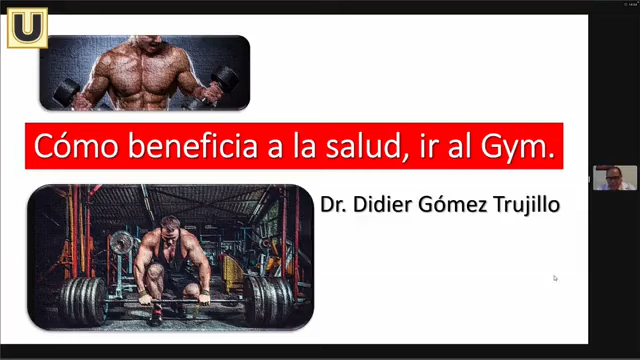 U
Cómo beneficia a la salud, ir al Gym.
Dr. Didier Gómez Trujillo